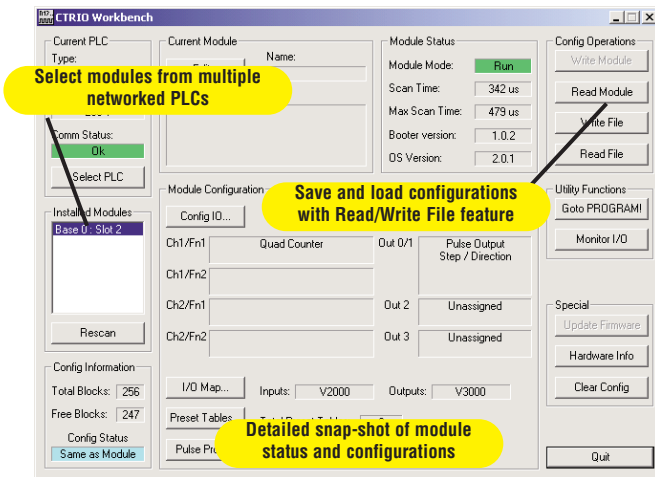 CTRIO Workbench
Current PLC
Type:
Comm Status:
Ok
Select PLC
Installed Modules
Base 0 : Slot 2
Rescan
Config Information
Total Blocks: 256
Free Blocks: 247
Config Status
Same as Module
Current Module
Name:
Module Status
Module Mode: Run
Scan Time: 342 us
Max Scan Time: 479 us
Booter version: 1.0.2
OS Version: 2.0.1
Module Configuration
Config IO...
Ch1/Fn1 Quad Counter
Ch1/Fn2
Ch2/Fn1
Ch2/Fn2
Out 0/1 Pulse Output
Step / Direction
Out 2 Unassigned
Out 3 Unassigned
I/O Map...
Inputs: V2000
Outputs: V3000
Preset Tables
Config Operations
Write Module
Read Module
Write File
Read File
Utility Functions
Goto PROGRAM!
Monitor I/O
Special
Update Firmware
Hardware Info
Clear Config
Quit
Select modules from multiple
networked PLCs
Save and load configurations
with Read/Write File feature
Detailed snap-shot of module
status and configurations